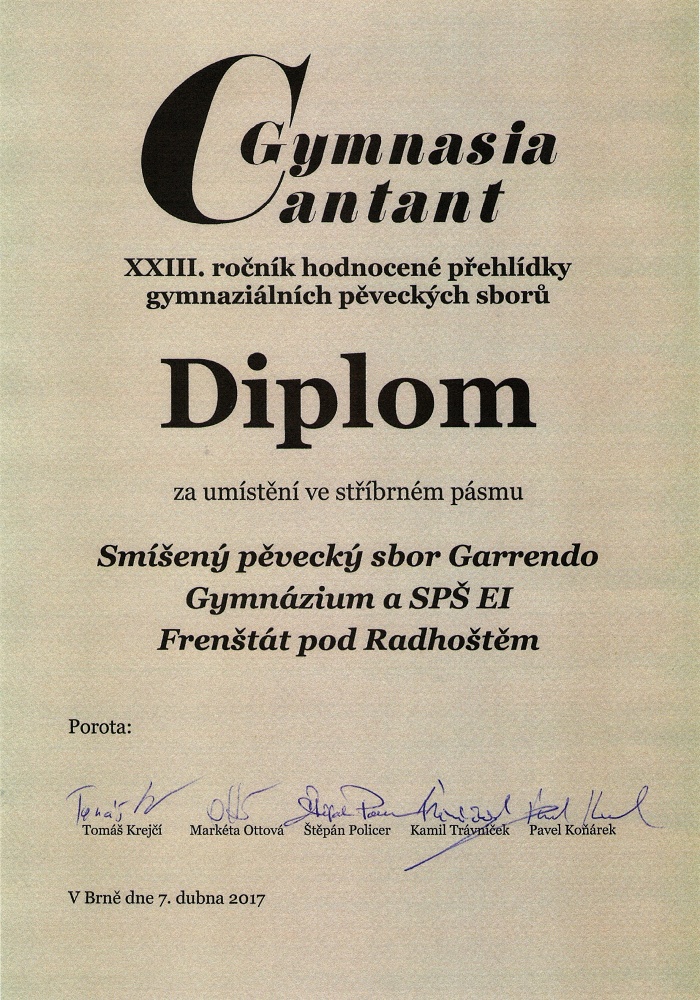 Gymnasia
Cantant
XXIII. ročník hodnocené přehlídky
gymnaziálních pěveckých sborů
Diplom
za umístění ve stříbrném pásmu
Smíšený pěvecký sbor Garrendo
Gymnázium a SPŠ EI
Frenštát pod Radhoštěm
Porota:
Tomáš Krejčí Markéta Ottová Štěpán Policer Kamil Trávníček Pavel Koňárek
V Brně dne 7. dubna 2017